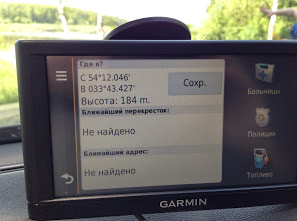 Где я?
С 54°12.046'
В 033°43.427'
Высота: 184 m.
Сохр.
Ближайший перекресток:
Не найдено
Ближайший адрес:
Не найдено
Больницы
Полиции
Топливо
GARMIN